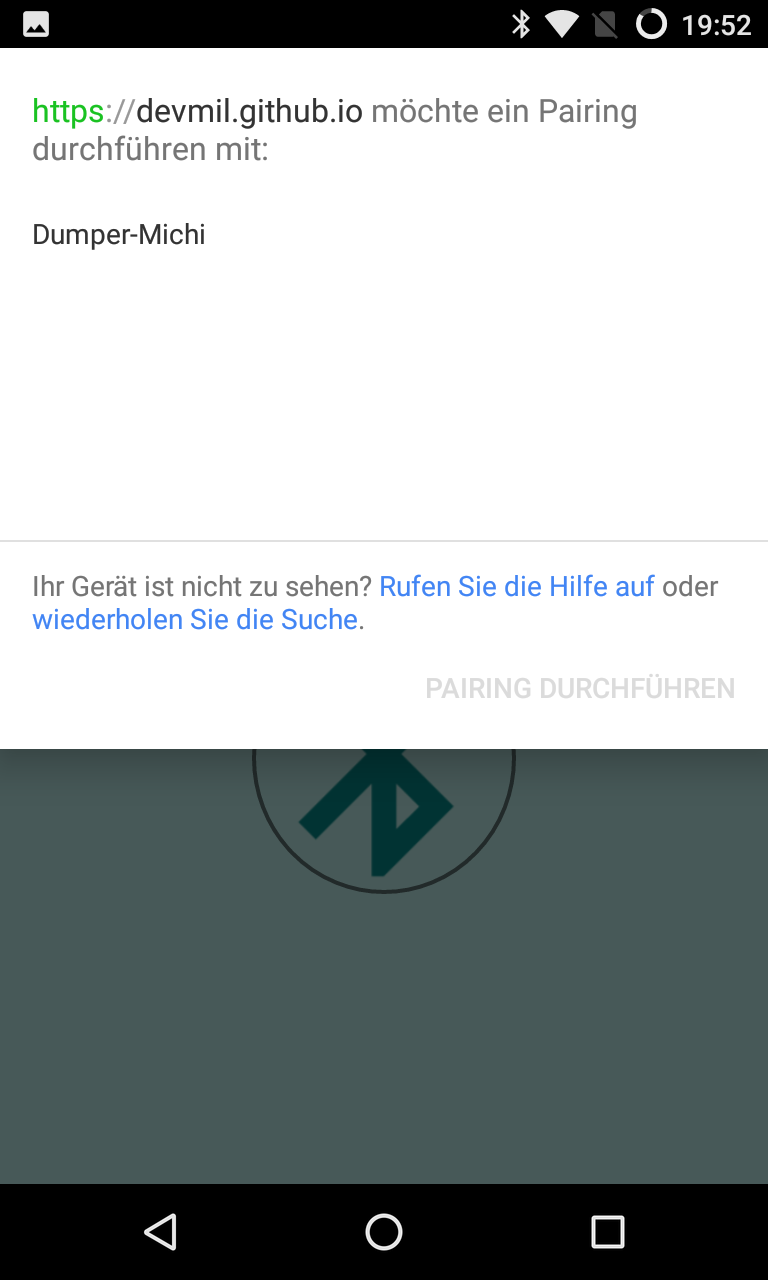 19:52
https://devmil.github.io möchte ein Pairing
durchführen mit:
Dumper-Michi
Ihr Gerät ist nicht zu sehen? Rufen Sie die Hilfe auf oder
wiederholen Sie die Suche.
PAIRING DURCHFÜHREN